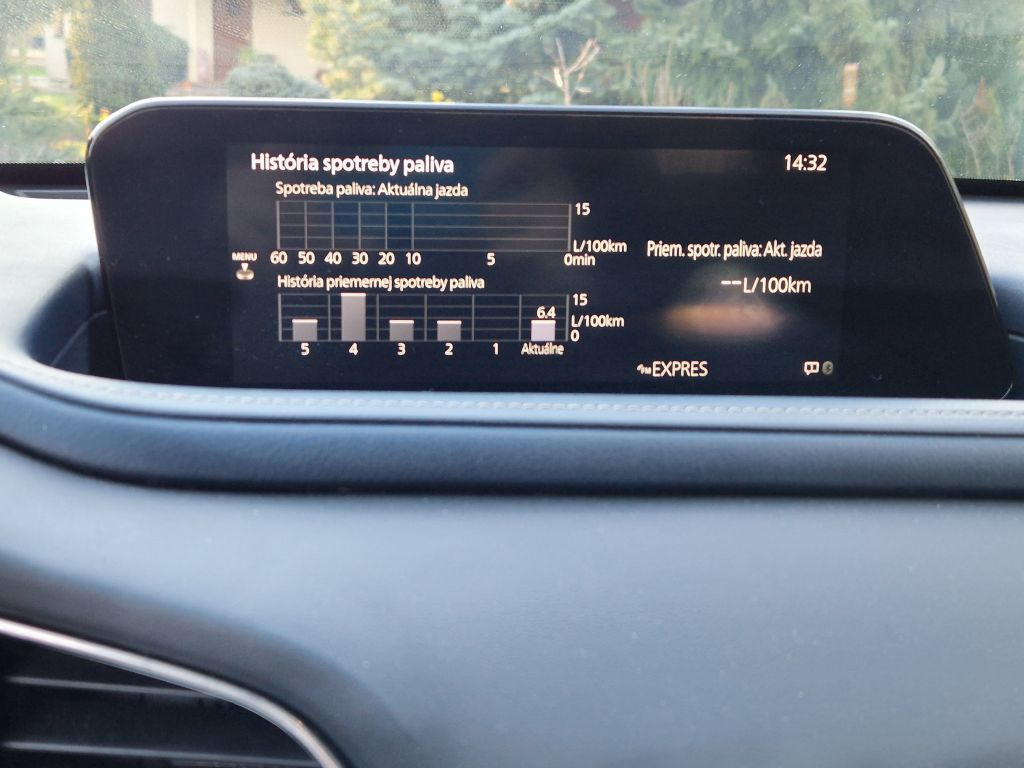 História spotreby paliva 14:32
Spotreba paliva: Aktuálna jazda
15
L/100km
MENU 60 50 40 30 20 10 5 0min
Priem. spotr. paliva: Akt. jazda
--L/100km
História priemernej spotreby paliva
15
6.4
L/100km
0
5 4 3 2 1 Aktuálne
FM EXPRES